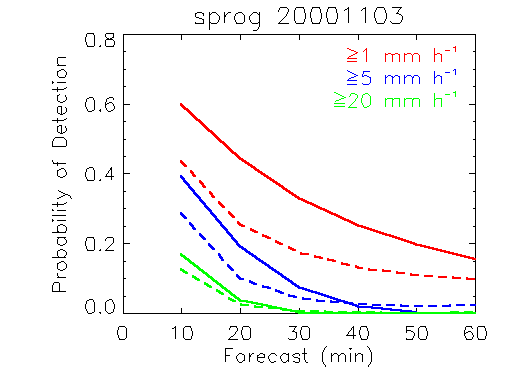 sprog 20001103
≧1 mm h⁻¹
≧5 mm h⁻¹
≧20 mm h⁻¹
Probability of Detection
0.8
0.6
0.4
0.2
0.0
0 10 20 30 40 50 60
Forecast (min)